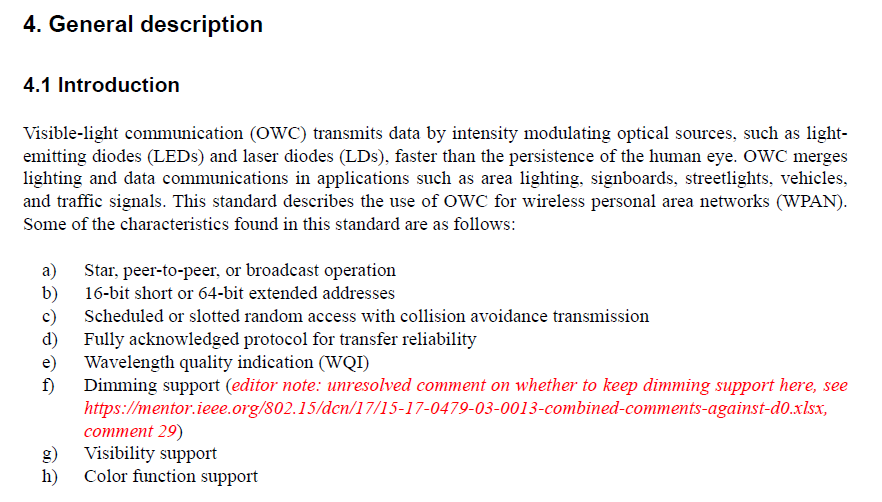 4. General description
4.1 Introduction
Visible-light communication (OWC) transmits data by intensity modulating optical sources, such as light-
emitting diodes (LEDs) and laser diodes (LDs), faster than the persistence of the human eye. OWC merges
lighting and data communications in applications such as area lighting, signboards, streetlights, vehicles,
and traffic signals. This standard describes the use of OWC for wireless personal area networks (WPAN).
Some of the characteristics found in this standard are as follows:
a) Star, peer-to-peer, or broadcast operation
b) 16-bit short or 64-bit extended addresses
c) Scheduled or slotted random access with collision avoidance transmission
d) Fully acknowledged protocol for transfer reliability
e) Wavelength quality indication (WQI)
f) Dimming support (editor note: unresolved comment on whether to keep dimming support here, see
https://mentor.ieee.org/802.15/dcn/17/15-17-0479-03-0013-combined-comments-against-d0.xlsx,
comment 29)
g) Visibility support
h) Color function support